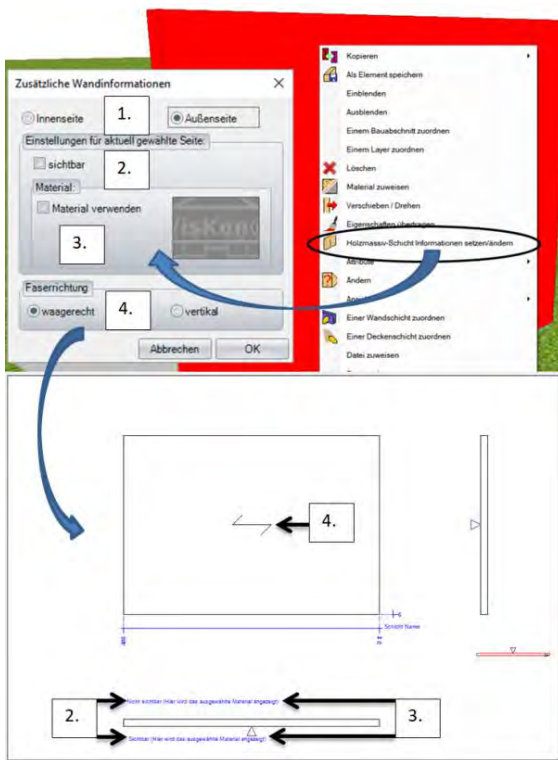 Zusätzliche Wandinformationen
Innenseite
1.
Außenseite
Einstellungen für aktuell gewählte Seite:
sichtbar
2.
Material:
Material verwenden
3.
Faserrichtung
waagerecht
4.
vertikal
Abbrechen
OK
Kopieren
Als Element speichern
Einblenden
Ausblenden
Einem Bauabschnitt zuordnen
Einem Layer zuordnen
Löschen
Material zuweisen
Verschieben / Drehen
Eigenschaften übertragen
Holzmassiv-Schicht Informationen setzen/ändern
Attribute
Ändern
Einer Wandschicht zuordnen
Einer Deckenschicht zuordnen
Datei zuweisen
4.
Schicht Name
2.
Nicht sichtbar (Hier wird das ausgewählte Material angezeigt)
3.
Sichtbar (Hier wird das ausgewählte Material angezeigt)